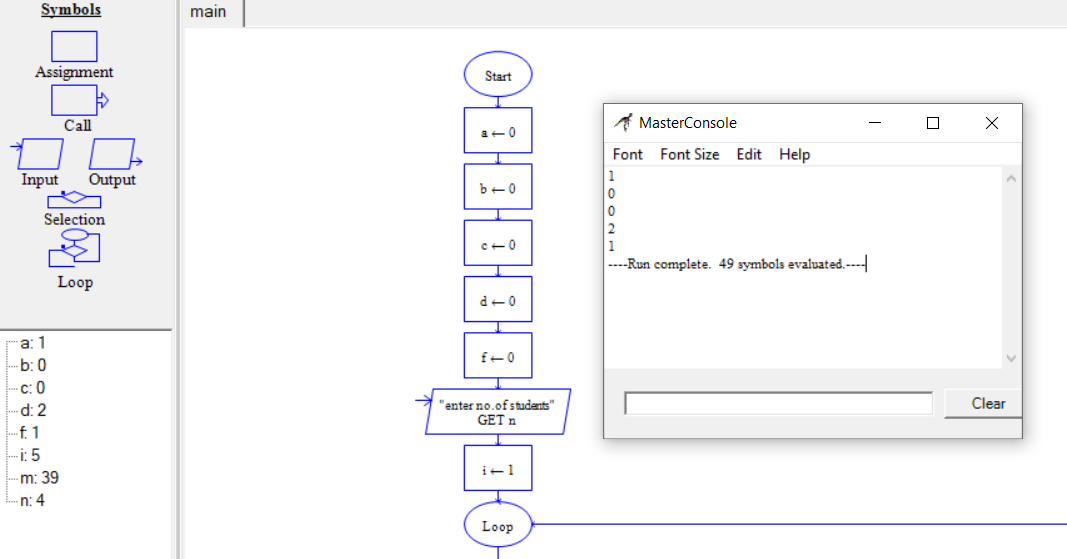 Symbols
Assignment
Call
Input Output
Selection
Loop
a: 1
b: 0
c: 0
d: 2
f: 1
i: 5
m: 39
n: 4
main
Start
a ← 0
b ← 0
c ← 0
d ← 0
f ← 0
"enter no.of students"
GET n
i ← 1
Loop
MasterConsole
Font Font Size Edit Help
1
0
0
2
1
----Run complete.  49 symbols evaluated.----
Clear